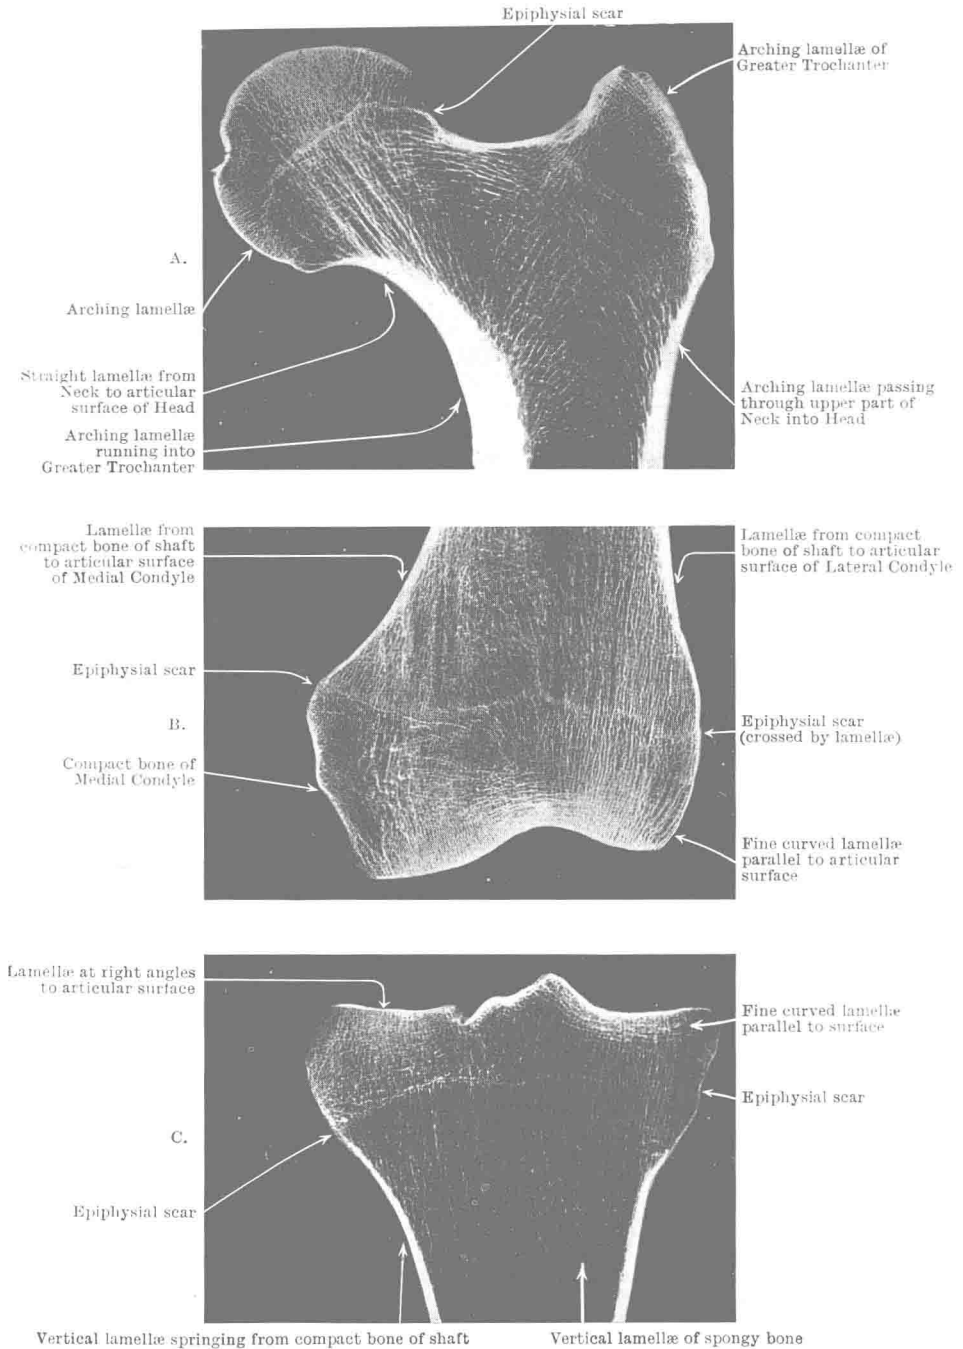 Epiphysial scar
Arching lamellæ of
Greater Trochanter
A.
Arching lamellæ
Straight lamellæ from
Neck to articular
surface of Head
Arching lamellæ
running into
Greater Trochanter
Arching lamellæ passing
through upper part of
Neck into Head
Lamellæ from
compact bone of shaft
to articular surface
of Medial Condyle
Lamellæ from compact
bone of shaft to articular
surface of Lateral Condyle
Epiphysial scar
B.
Epiphysial scar
(crossed by lamellæ)
Compact bone of
Medial Condyle
Fine curved lamellæ
parallel to articular
surface
Lamellæ at right angles
to articular surface
Fine curved lamellæ
parallel to surface
Epiphysial scar
C.
Epiphysial scar
Vertical lamellæ springing from compact bone of shaft
Vertical lamellæ of spongy bone